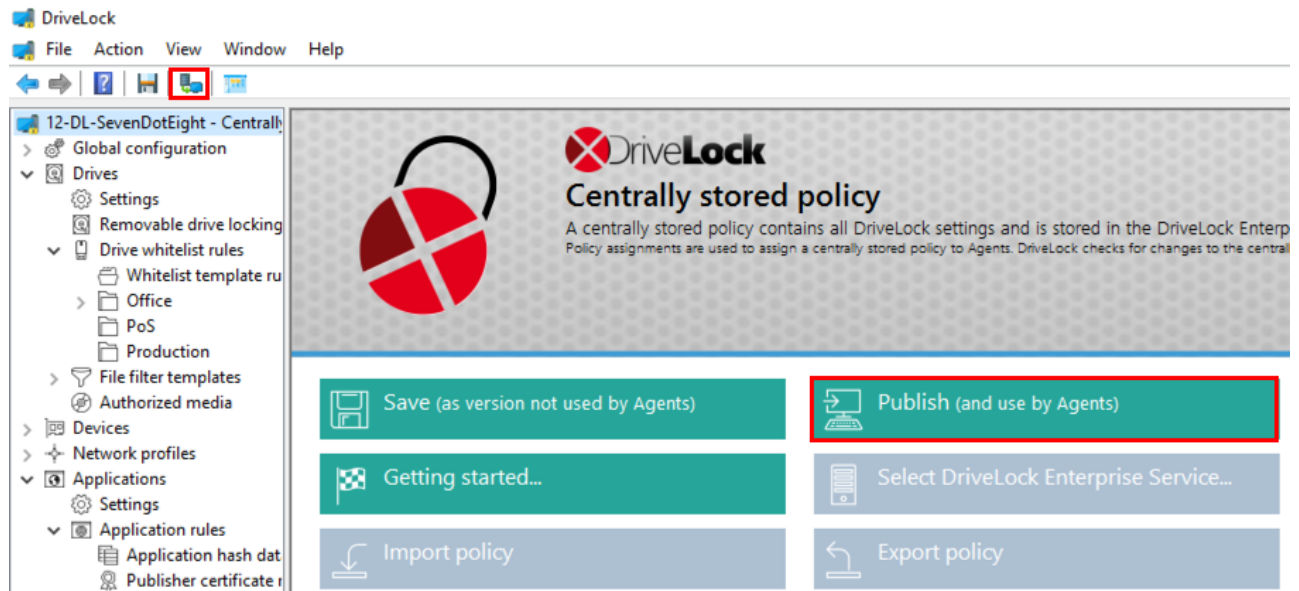 DriveLock
File Action View Window Help
12-DL-SevenDotEight - Centrally
Global configuration
Drives
Settings
Removable drive locking
Drive whitelist rules
Whitelist template ru
Office
PoS
Production
File filter templates
Authorized media
Devices
Network profiles
Applications
Settings
Application rules
Application hash dat
Publisher certificate r
DriveLock
Centrally stored policy
A centrally stored policy contains all DriveLock settings and is stored in the DriveLock Enterp
Policy assignments are used to assign a centrally stored policy to Agents. DriveLock checks for changes to the central
Save (as version not used by Agents)
Publish (and use by Agents)
Getting started...
Select DriveLock Enterprise Service...
Import policy
Export policy